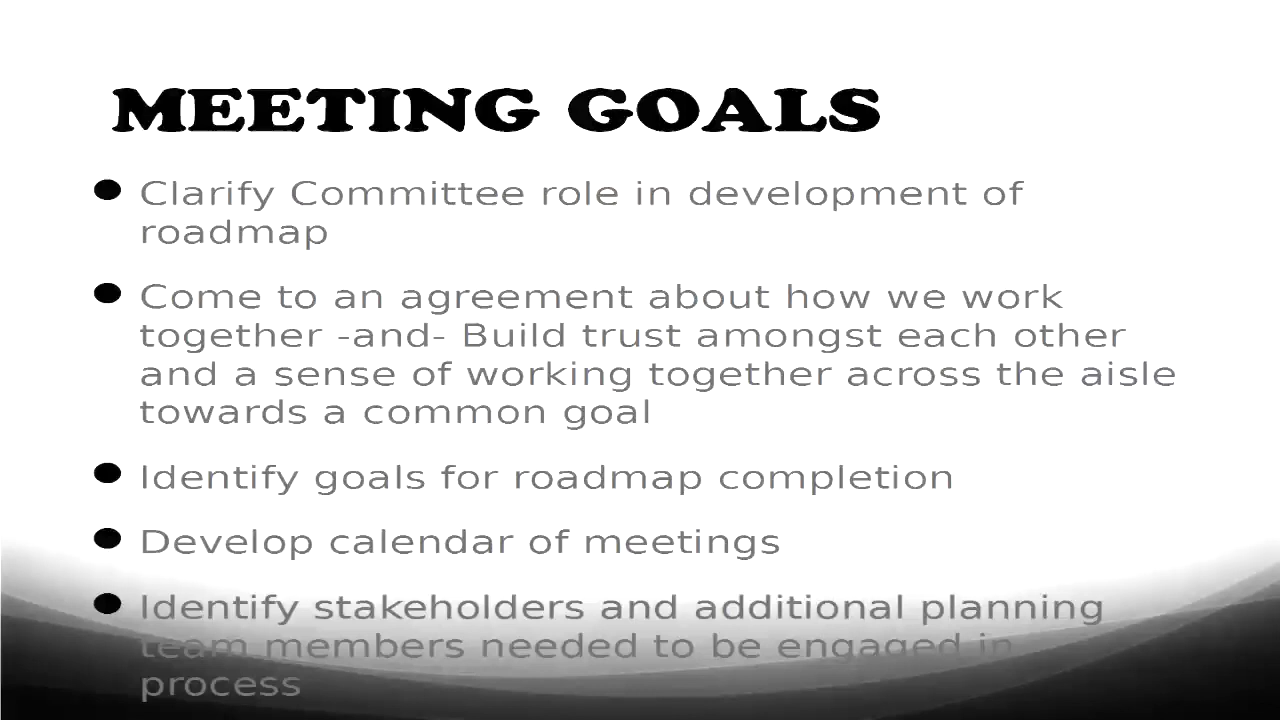 MEETING GOALS
Clarify Committee role in development of
roadmap
Come to an agreement about how we work
together -and- Build trust amongst each other
and a sense of working together across the aisle
towards a common goal
Identify goals for roadmap completion
Develop calendar of meetings
Identify stakeholders and additional planning
team members needed to be engaged in
process